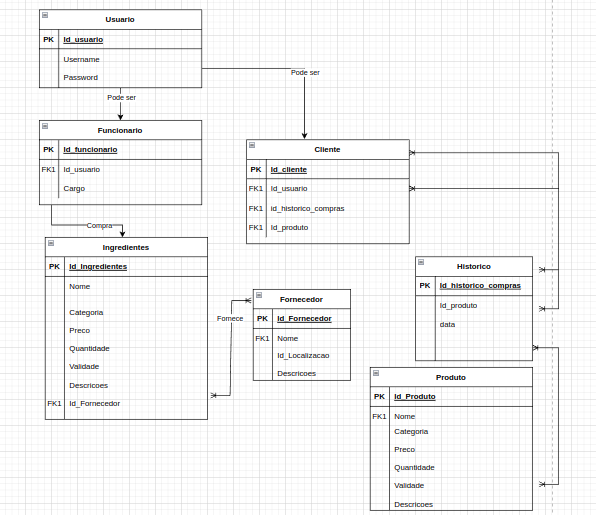 Usuario
PK Id_usuario
Username
Password
Pode ser
Pode ser
Funcionario
PK Id_funcionario
FK1 Id_usuario
Cargo
Cliente
PK Id_cliente
FK1 Id_usuario
FK1 id_historico_compras
FK1 Id_produto
Compra
Ingredientes
PK Id_Ingredientes
Nome
Categoria
Preco
Quantidade
Validade
Descricoes
FK1 Id_Fornecedor
Fornece
Fornecedor
PK Id_Fornecedor
FK1 Nome
Id_Localizacao
Descricoes
Historico
PK Id_historico_compras
Id_produto
data
Produto
PK Id_Produto
FK1 Nome
Categoria
Preco
Quantidade
Validade
Descricoes